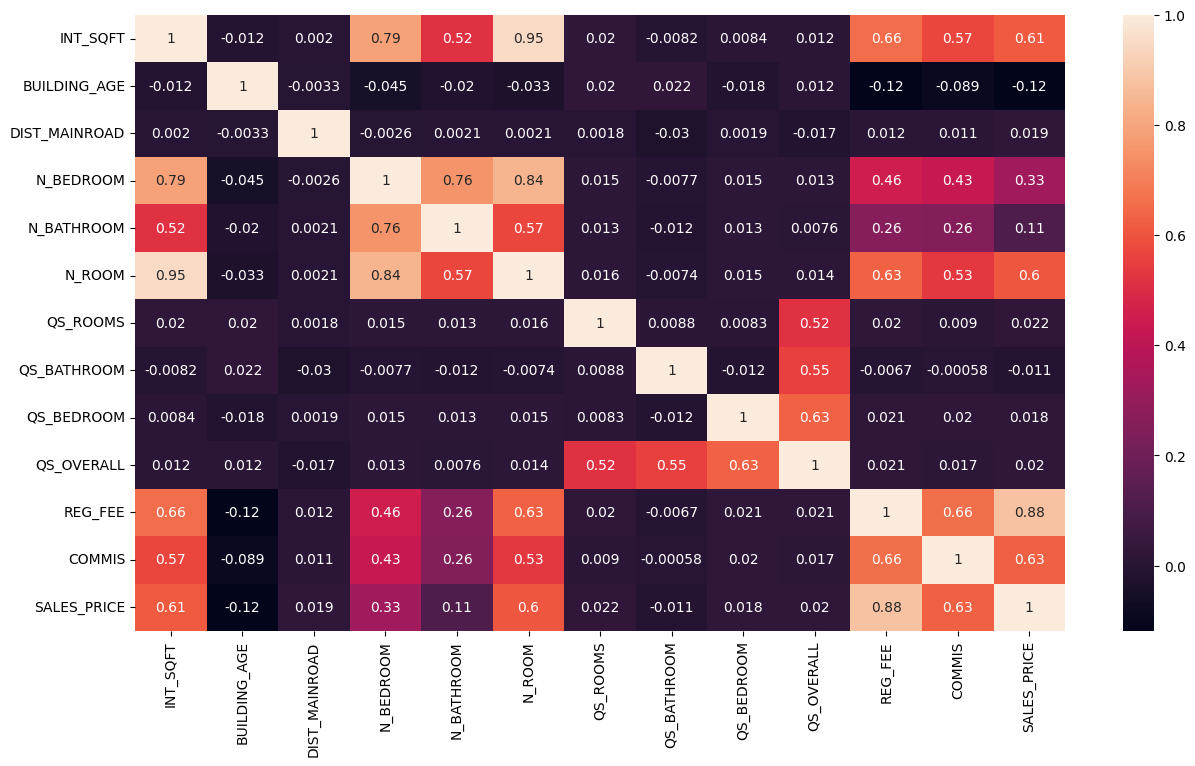 INT_SQFT 1 -0.012 0.002 0.79 0.52 0.95 0.02 -0.0082 0.0084 0.012 0.66 0.57 0.61
BUILDING_AGE -0.012 1 -0.0033 -0.045 -0.02 -0.033 0.02 0.022 -0.018 0.012 -0.12 -0.089 -0.12
DIST_MAINROAD 0.002 -0.0033 1 -0.0026 0.0021 0.0021 0.0018 -0.03 0.0019 -0.017 0.012 0.011 0.019
N_BEDROOM 0.79 -0.045 -0.0026 1 0.76 0.84 0.015 -0.0077 0.015 0.013 0.46 0.43 0.33
N_BATHROOM 0.52 -0.02 0.0021 0.76 1 0.57 0.013 -0.012 0.013 0.0076 0.26 0.26 0.11
N_ROOM 0.95 -0.033 0.0021 0.84 0.57 1 0.016 -0.0074 0.015 0.014 0.63 0.53 0.6
QS_ROOMS 0.02 0.02 0.0018 0.015 0.013 0.016 1 0.0088 0.0083 0.52 0.02 0.009 0.022
QS_BATHROOM -0.0082 0.022 -0.03 -0.0077 -0.012 -0.0074 0.0088 1 -0.012 0.55 -0.0067 -0.00058 -0.011
QS_BEDROOM 0.0084 -0.018 0.0019 0.015 0.013 0.015 0.0083 -0.012 1 0.63 0.021 0.02 0.018
QS_OVERALL 0.012 0.012 -0.017 0.013 0.0076 0.014 0.52 0.55 0.63 1 0.021 0.017 0.02
REG_FEE 0.66 -0.12 0.012 0.46 0.26 0.63 0.02 -0.0067 0.021 0.021 1 0.66 0.88
COMMIS 0.57 -0.089 0.011 0.43 0.26 0.53 0.009 -0.00058 0.02 0.017 0.66 1 0.63
SALES_PRICE 0.61 -0.12 0.019 0.33 0.11 0.6 0.022 -0.011 0.018 0.02 0.88 0.63 1
INT_SQFT
BUILDING_AGE
DIST_MAINROAD
N_BEDROOM
N_BATHROOM
N_ROOM
QS_ROOMS
QS_BATHROOM
QS_BEDROOM
QS_OVERALL
REG_FEE
COMMIS
SALES_PRICE
1.0
0.8
0.6
0.4
0.2
0.0